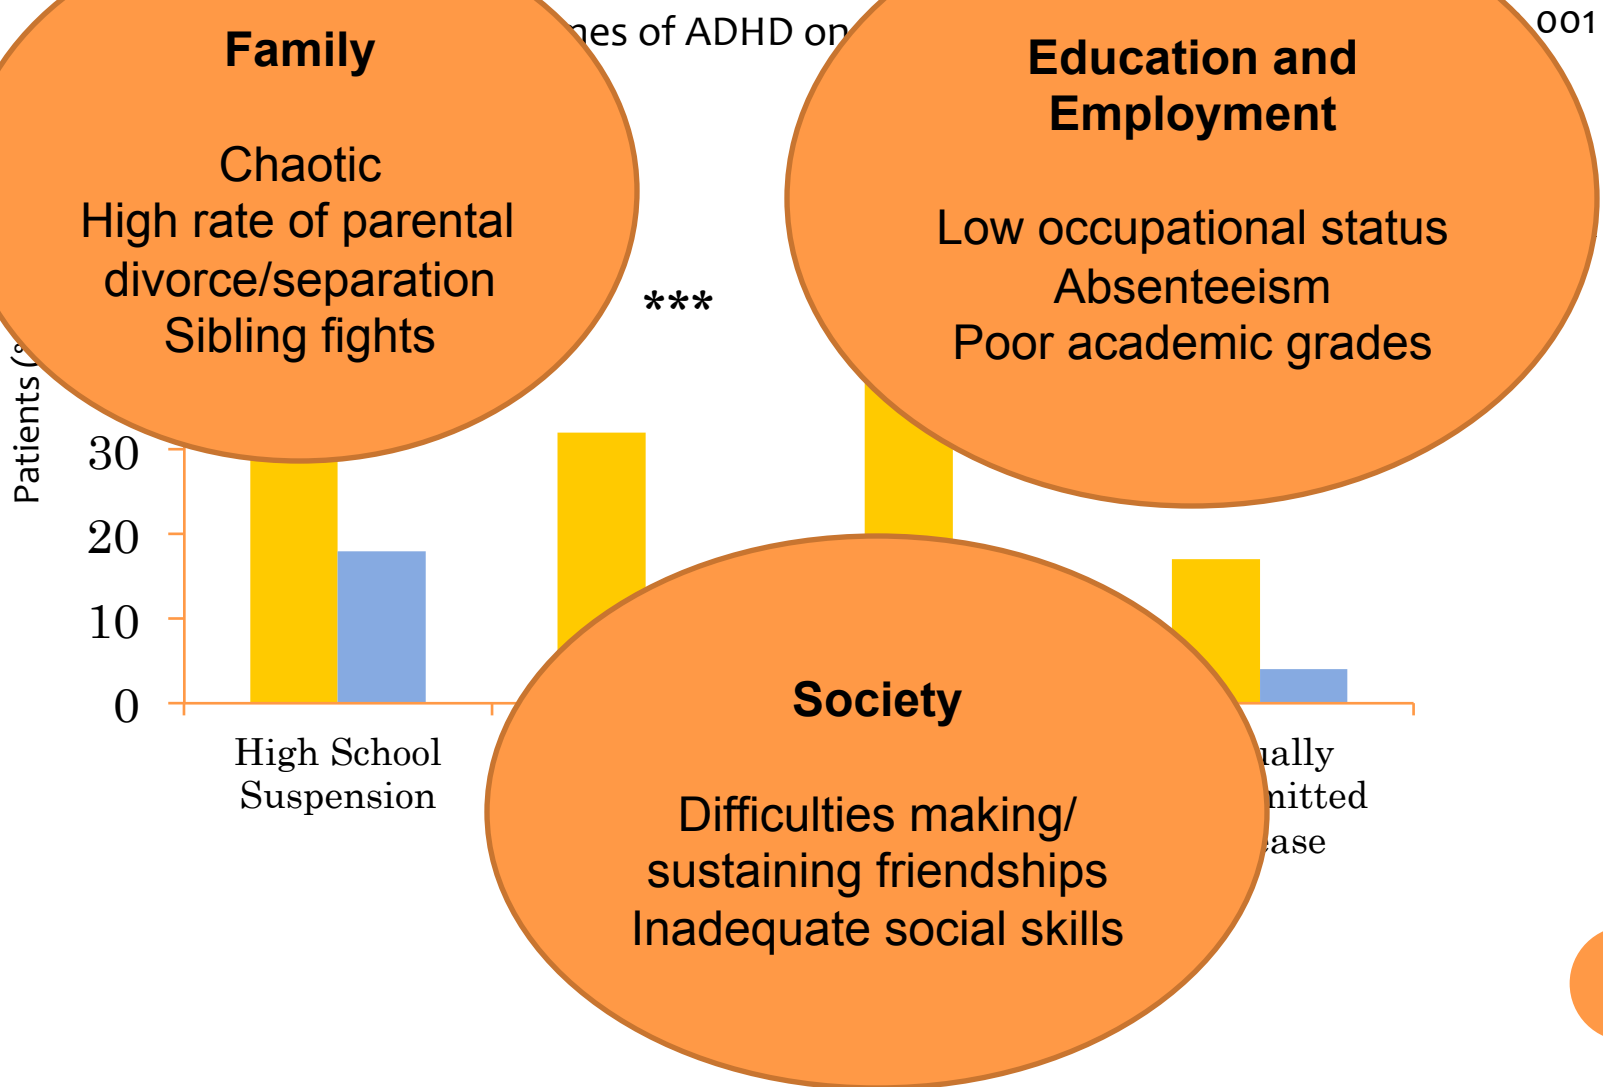 Family
Chaotic
High rate of parental
divorce/separation
Sibling fights
of ADHD on
001
Education and
Employment
Low occupational status
Absenteeism
Poor academic grades
***
Patients
30
20
10
0
High School
Suspension
Society
Difficulties making/
sustaining friendships
Inadequate social skills